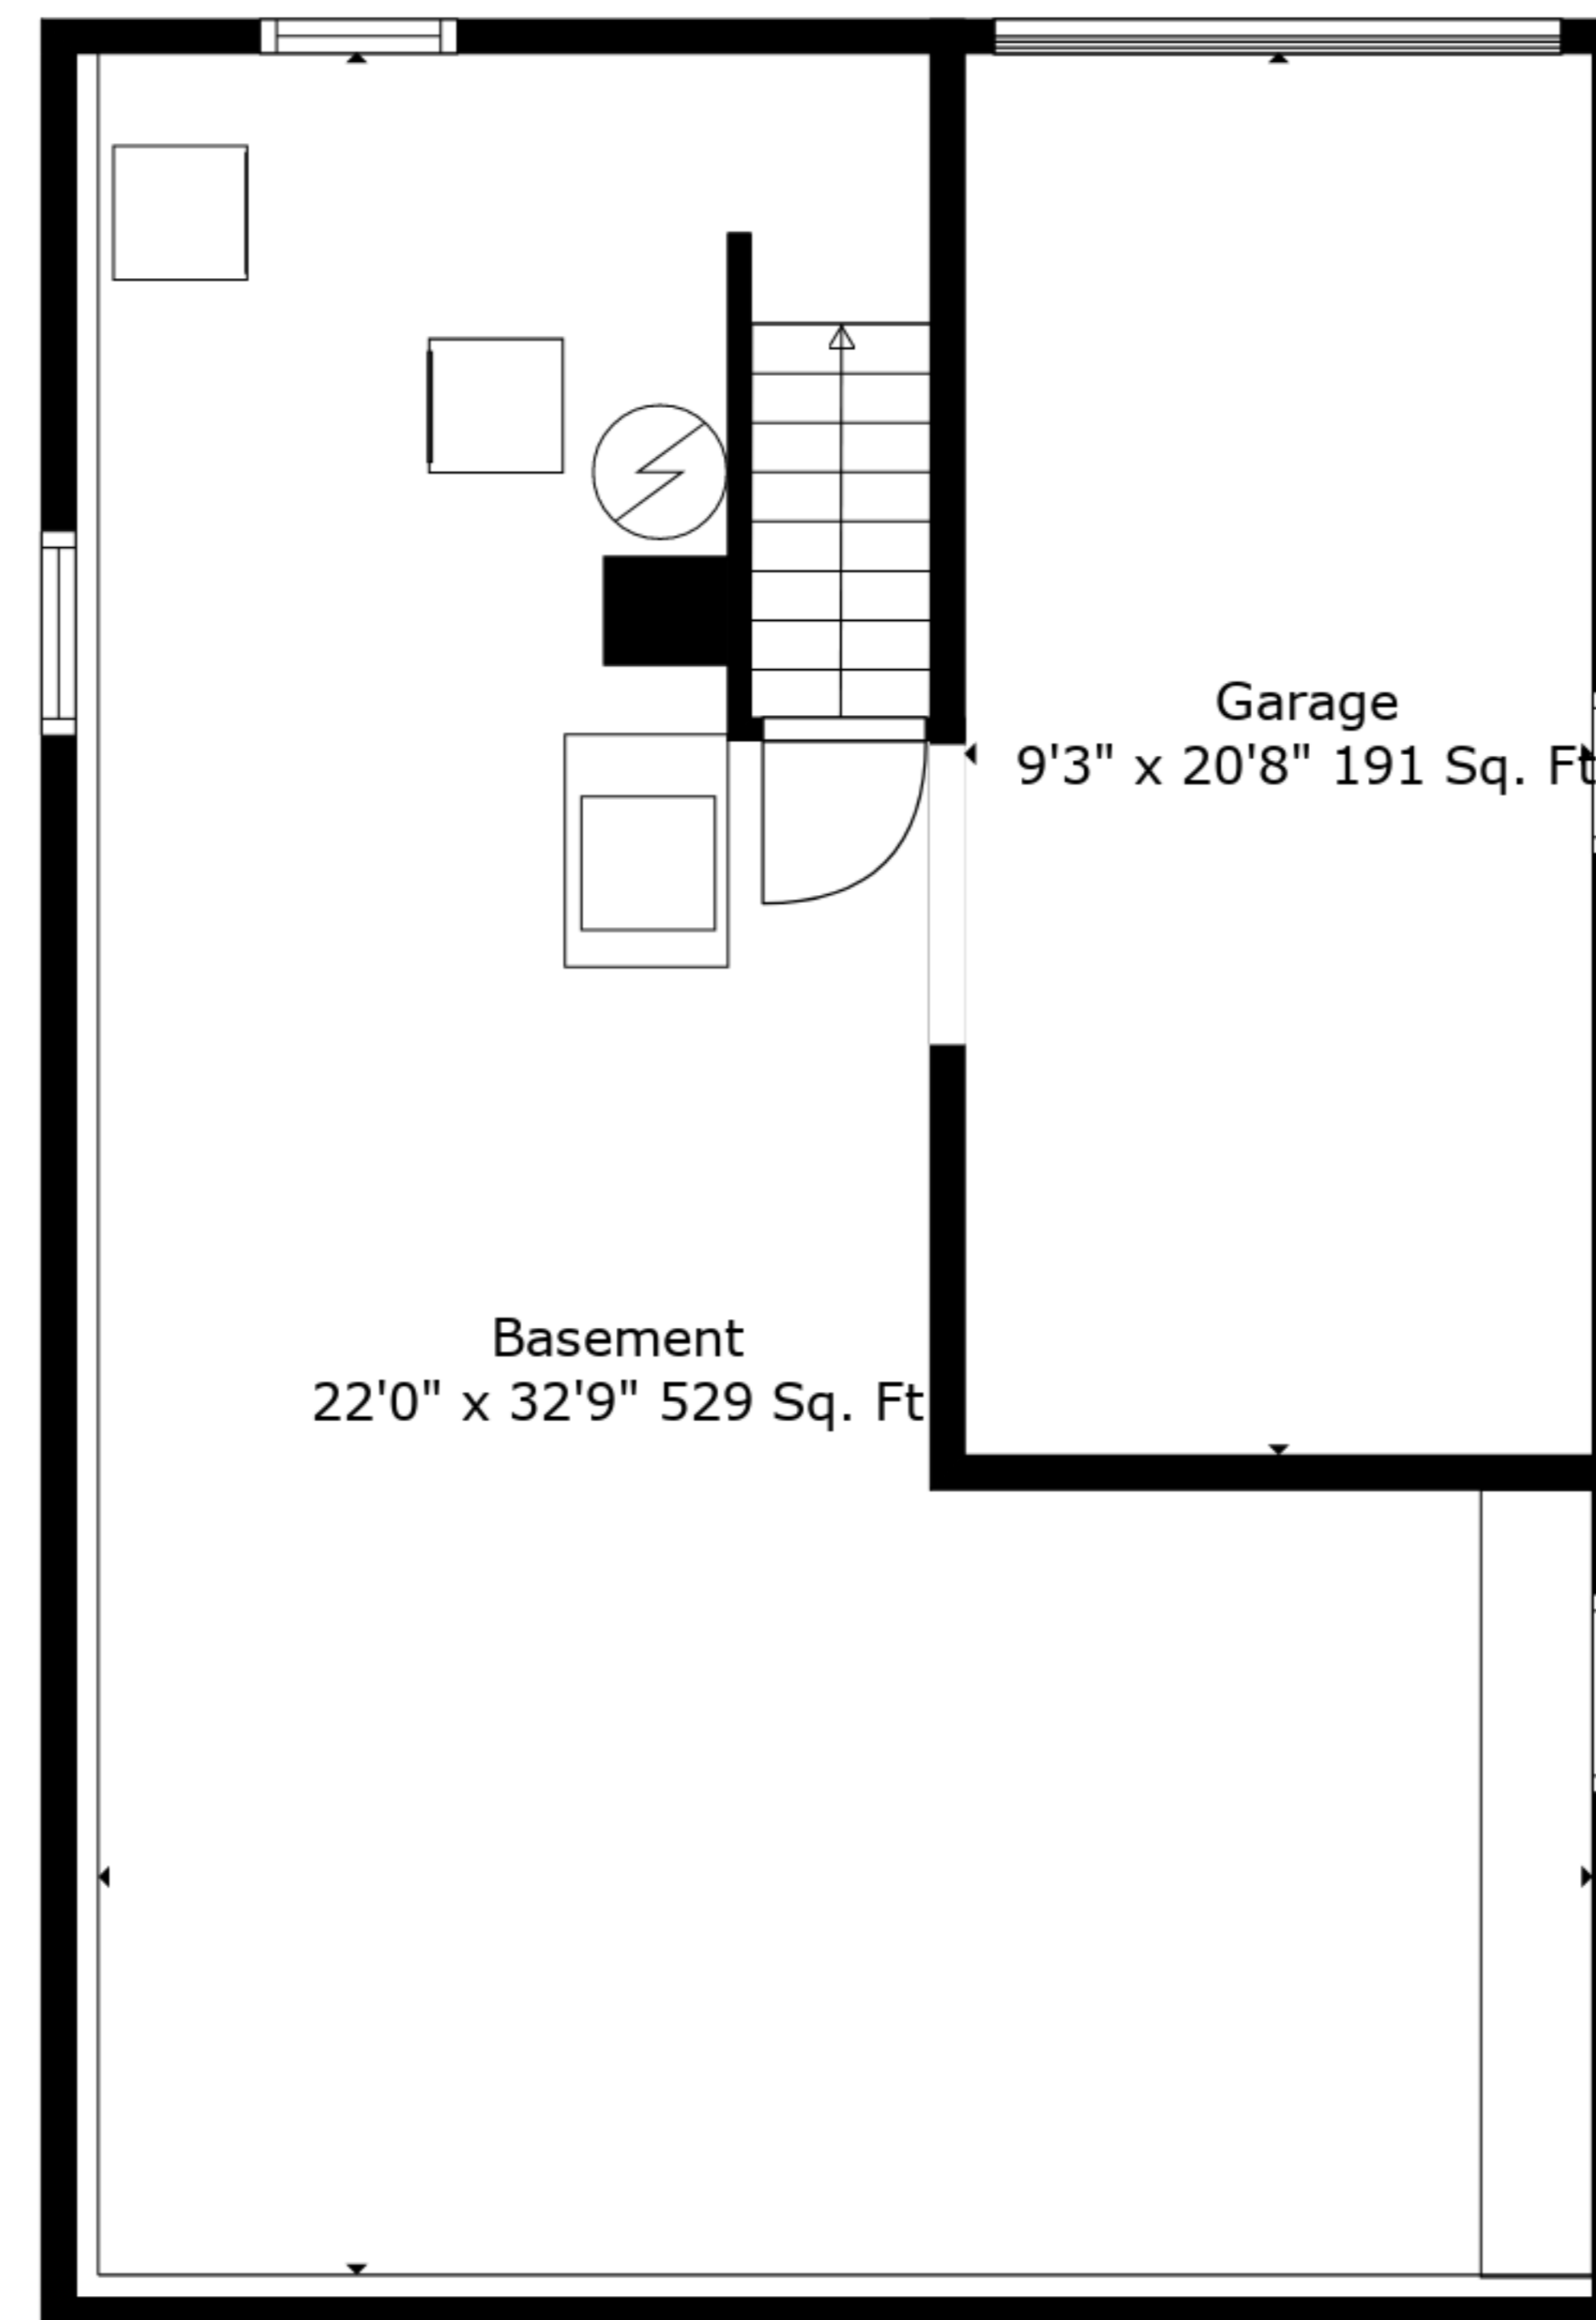 Garage
9'3" x 20'8" 191 Sq. Ft
Basement
22'0" x 32'9" 529 Sq. Ft